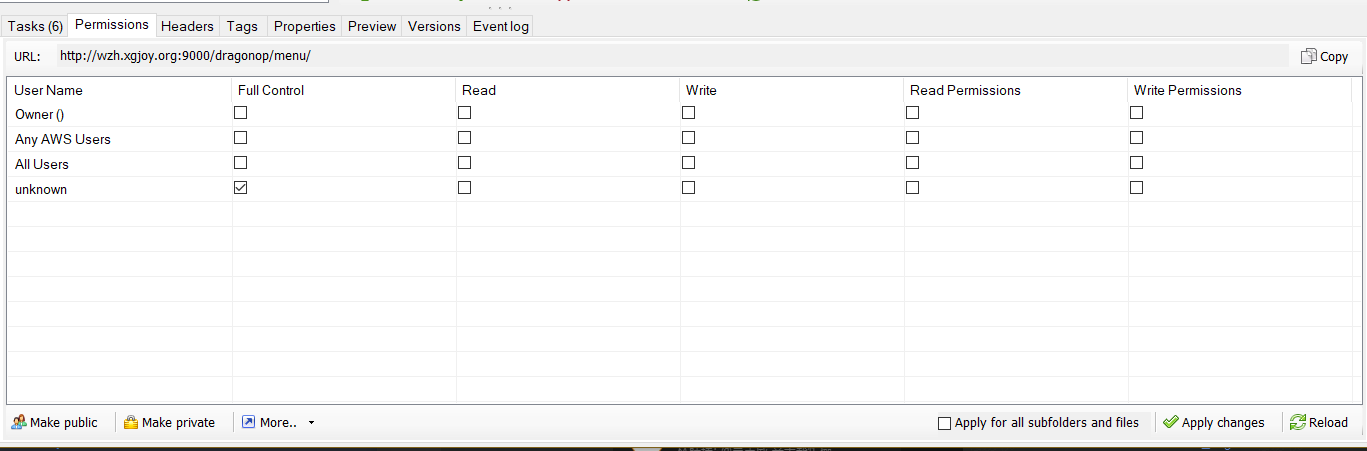 Tasks (6) Permissions Headers Tags Properties Preview Versions Event log
URL: http://wzh.xgjoy.org:9000/dragonop/menu/ Copy
User Name Full Control Read Write Read Permissions Write Permissions
Owner ()
Any AWS Users
All Users
unknown
Make public Make private More.. Apply for all subfolders and files Apply changes Reload